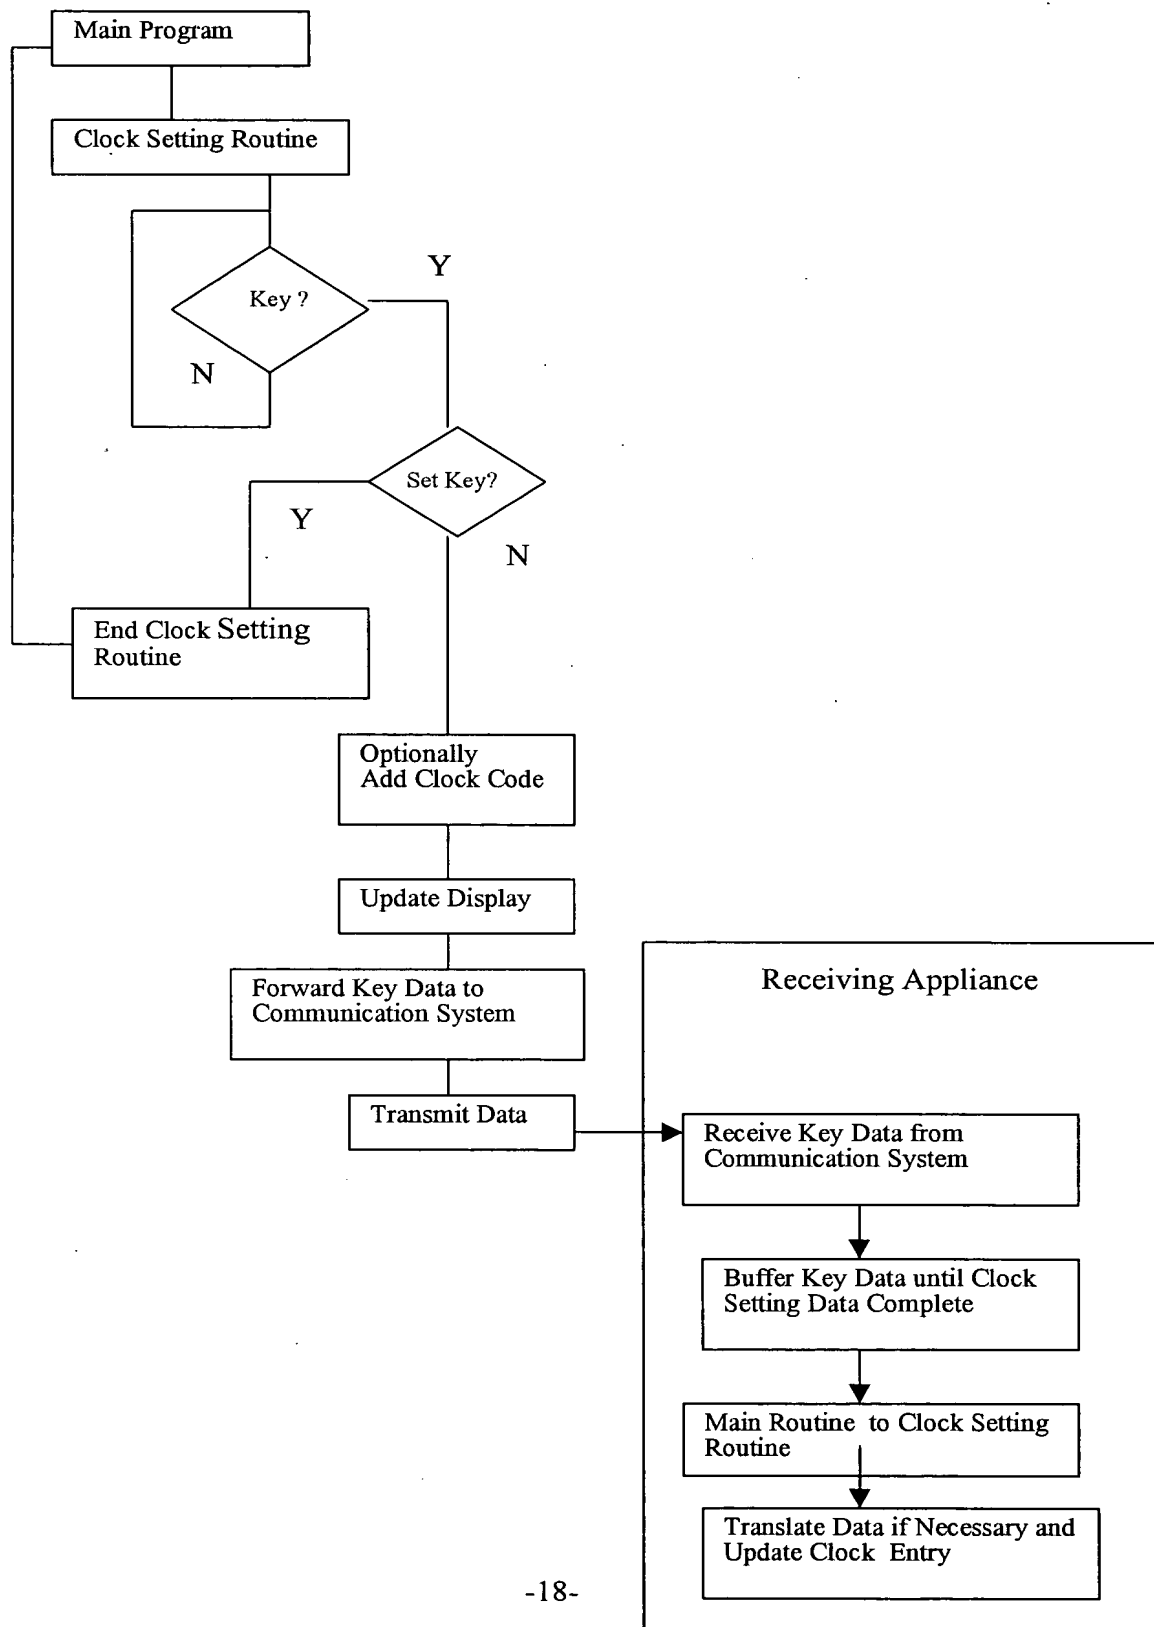 Main Program
Clock Setting Routine
Key ?
Y
N
Set Key?
Y
N
End Clock Setting
Routine
Optionally
Add Clock Code
Update Display
Forward Key Data to
Communication System
Transmit Data
Receiving Appliance
Receive Key Data from
Communication System
Buffer Key Data until Clock
Setting Data Complete
Main Routine to Clock Setting
Routine
Translate Data if Necessary and
Update Clock Entry
-18-